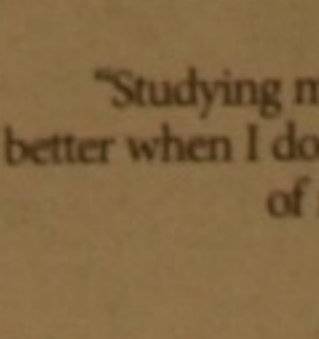 “Studying m
better when I do
of